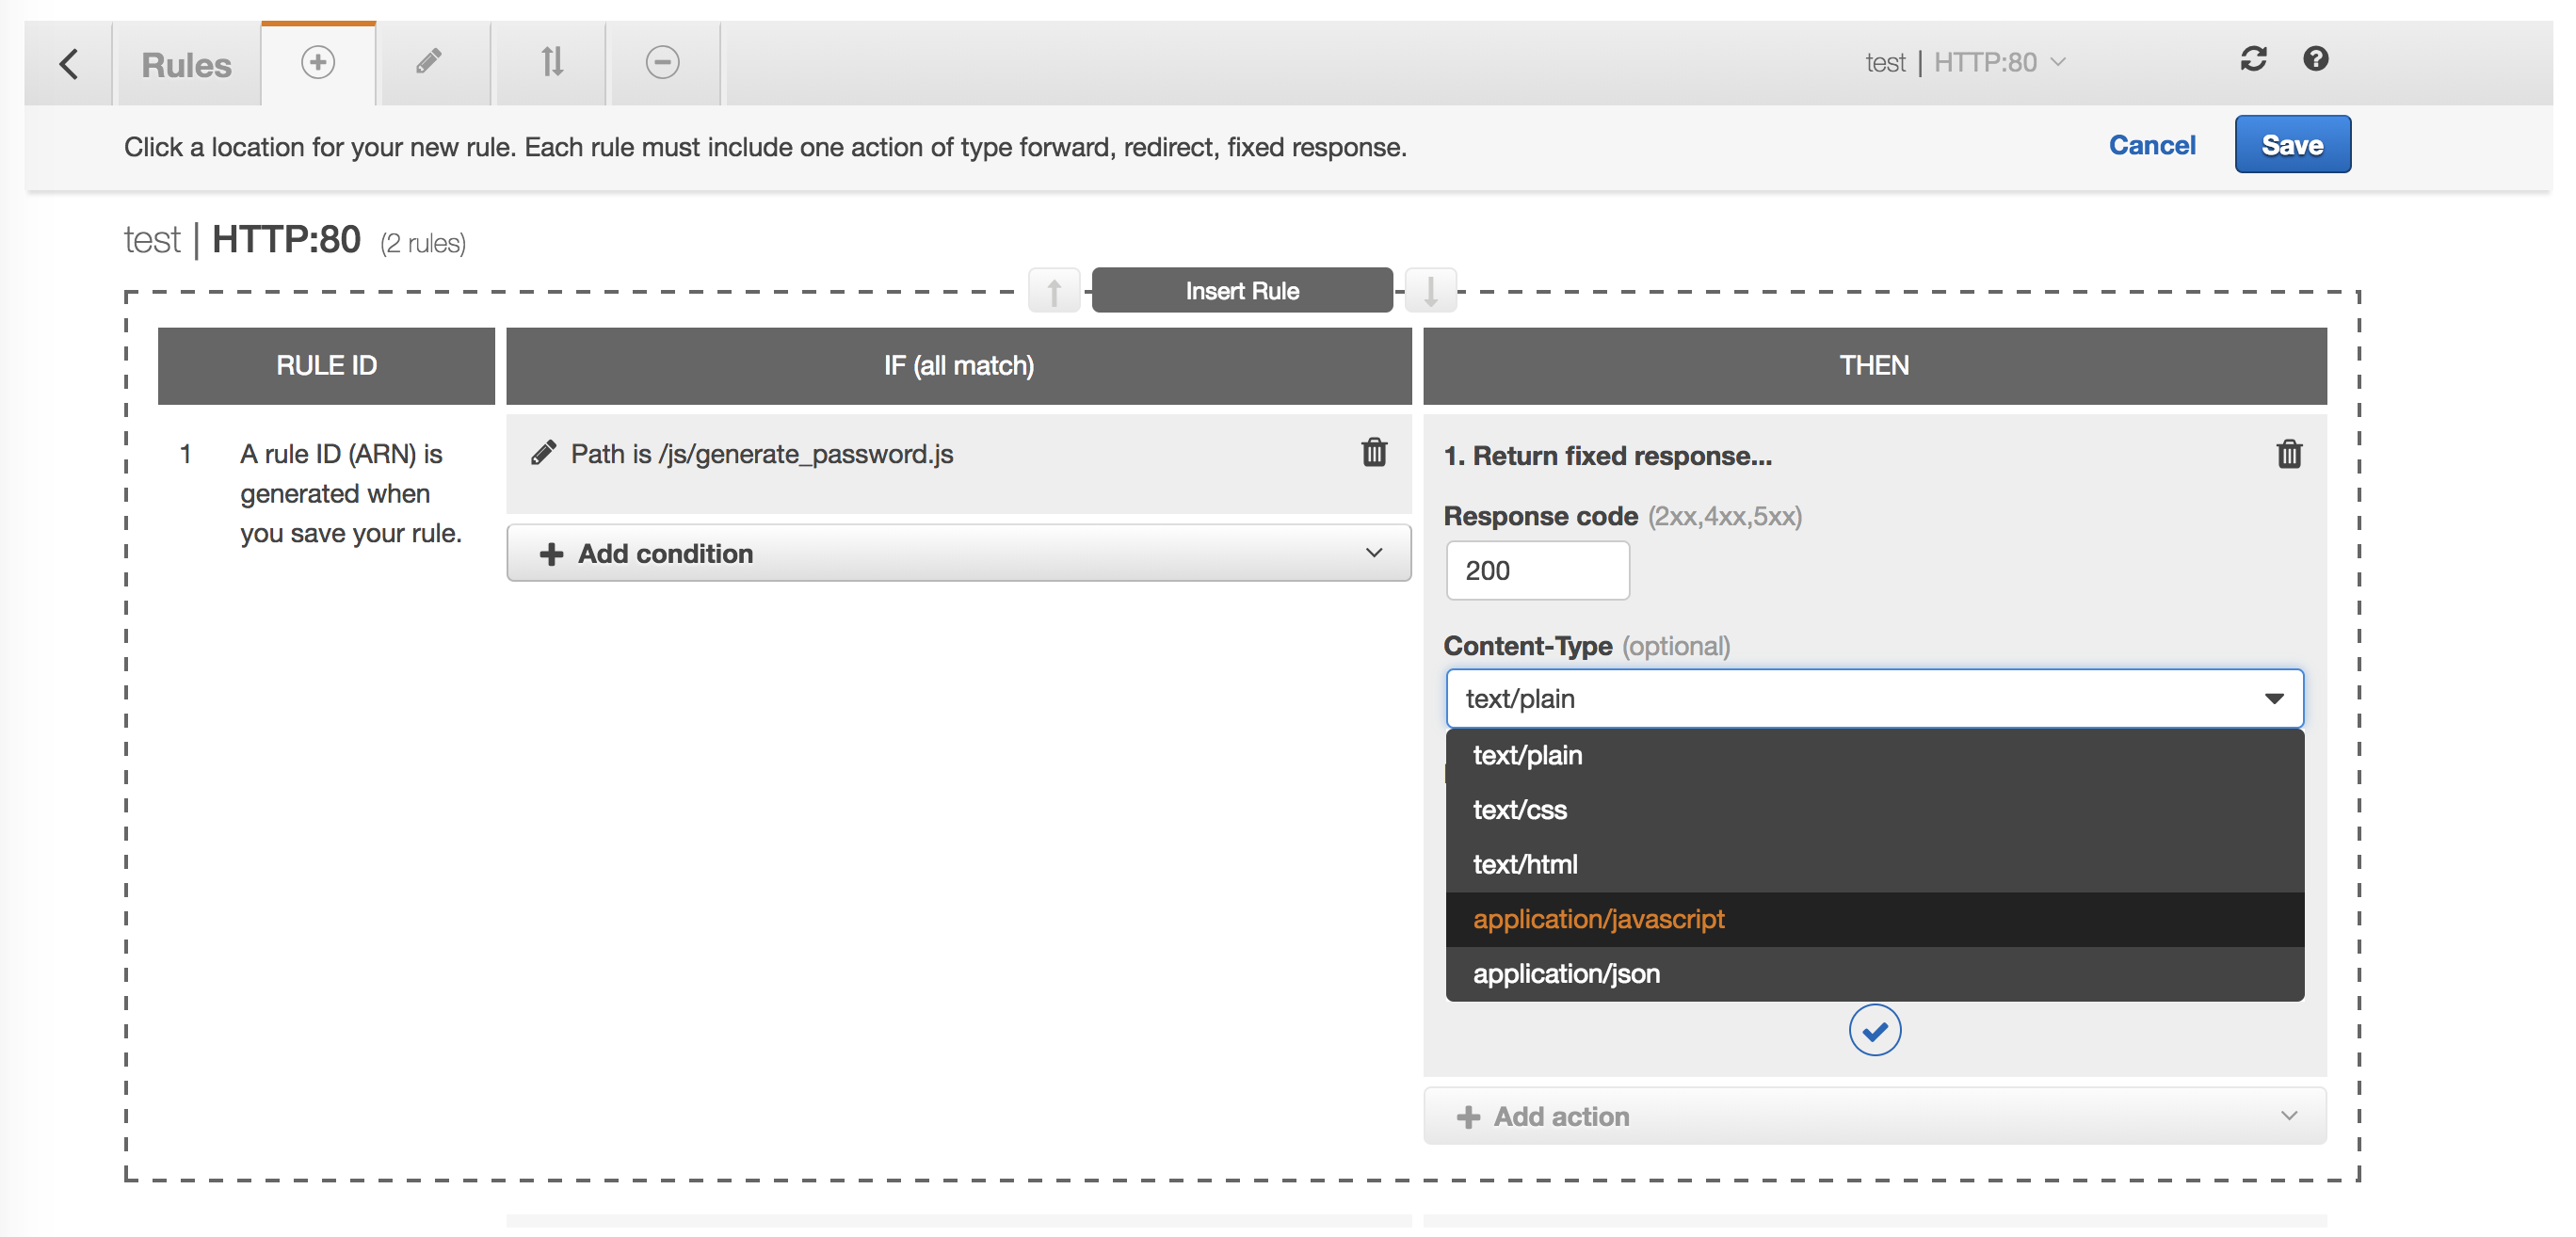 Rules
test | HTTP:80
Click a location for your new rule. Each rule must include one action of type forward, redirect, fixed response.
Cancel
Save
test | HTTP:80 (2 rules)
Insert Rule
RULE ID
IF (all match)
THEN
1
A rule ID (ARN) is
generated when
you save your rule.
Path is /js/generate_password.js
Add condition
1. Return fixed response...
Response code (2xx,4xx,5xx)
200
Content-Type (optional)
text/plain
text/plain
text/css
text/html
application/javascript
application/json
Add action